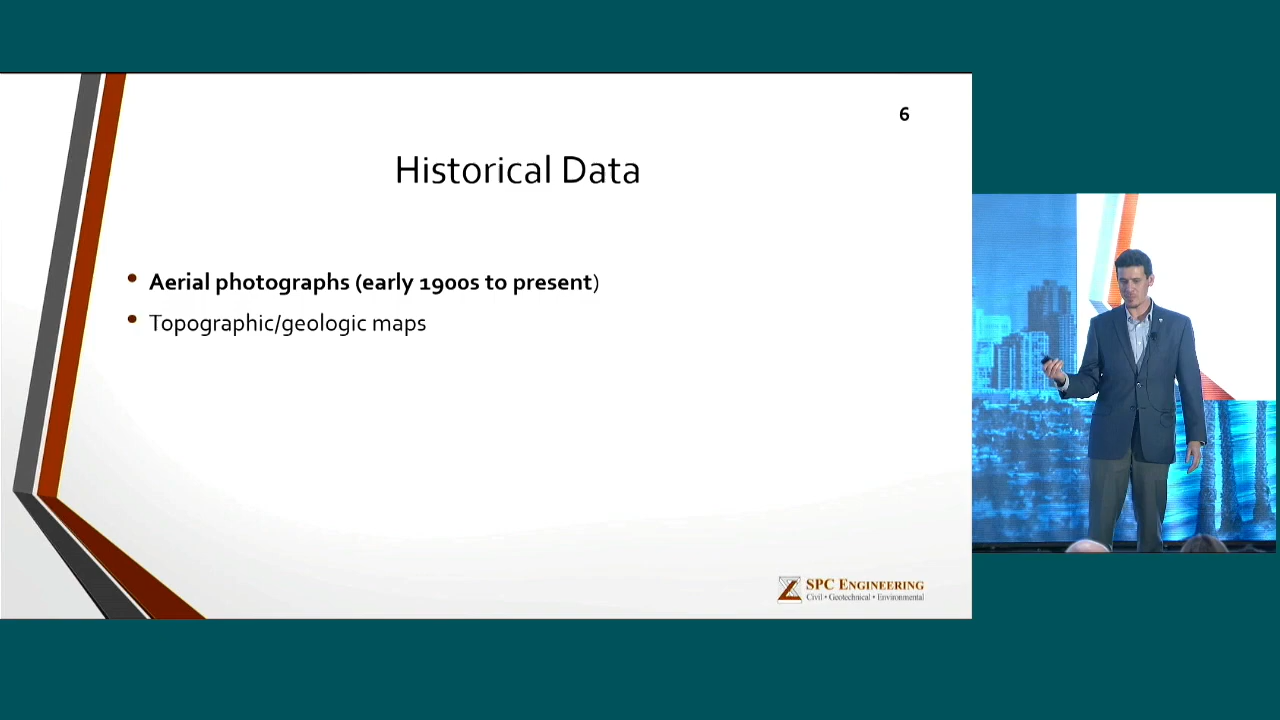 6
Historical Data
• Aerial photographs (early 1900s to present)
• Topographic/geologic maps
SPC ENGINEERING
Civil • Geotechnical • Environmental